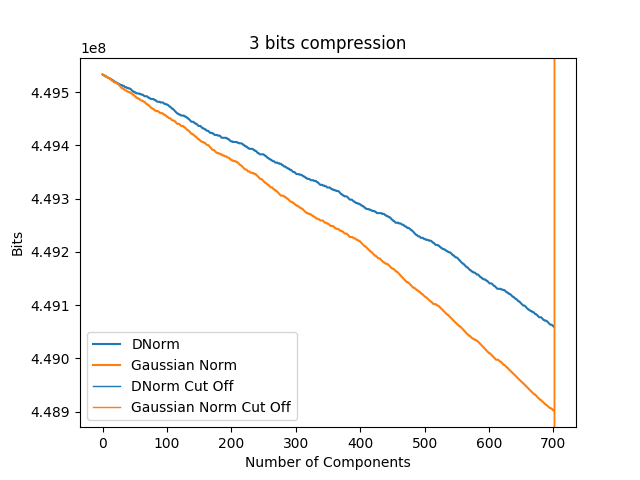 3 bits compression
1e8
4.495
4.494
4.493
4.492
4.491
4.490
4.489
Bits
DNorm
Gaussian Norm
DNorm Cut Off
Gaussian Norm Cut Off
0 100 200 300 400 500 600 700
Number of Components